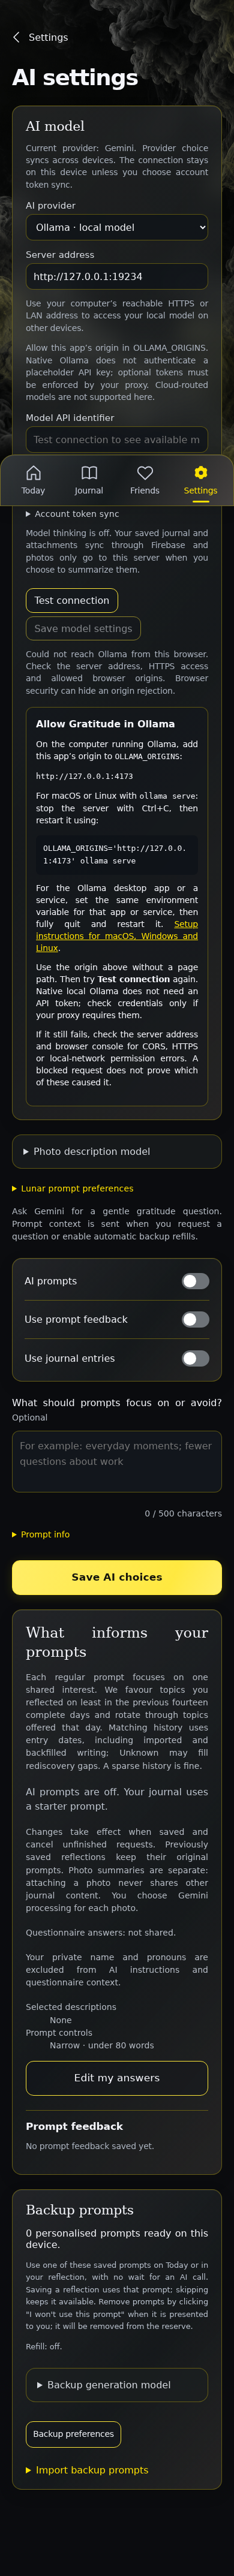 Settings
AI settings
AI model
Current provider: Gemini. Provider choice
syncs across devices. The connection stays
on this device unless you choose account
token sync.
AI provider
Ollama · local model
Server address
http://127.0.0.1:19234
Use your computer's reachable HTTPS or
LAN address to access your local model on
other devices.
Allow this app's origin in OLLAMA_ORIGINS.
Native Ollama does not authenticate a
placeholder API key; optional tokens must
be enforced by your proxy. Cloud-routed
models are not supported here.
Model API identifier
Test connection to see available m
Today
Journal
Friends
Settings
Account token sync
Model thinking is off. Your saved journal and
attachments sync through Firebase and
photos only go to this server when you
choose to summarize them.
Test connection
Save model settings
Could not reach Ollama from this browser.
Check the server address, HTTPS access
and allowed browser origins. Browser
security can hide an origin rejection.
Allow Gratitude in Ollama
On the computer running Ollama, add
this app's origin to OLLAMA_ORIGINS:
http://127.0.0.1:4173
For macOS or Linux with ollama serve:
stop the server with Ctrl+C, then
restart it using:
OLLAMA_ORIGINS='http://127.0.0.
1:4173' ollama serve
For the Ollama desktop app or a
service, set the same environment
variable for that app or service, then
fully quit and restart it. Setup
instructions for macOS, Windows and
Linux.
Use the origin above without a page
path. Then try Test connection again.
Native local Ollama does not need an
API token; check credentials only if
your proxy requires them.
If it still fails, check the server address
and browser console for CORS, HTTPS
or local-network permission errors. A
blocked request does not prove which
of these caused it.
Photo description model
Lunar prompt preferences
Ask Gemini for a gentle gratitude question.
Prompt context is sent when you request a
question or enable automatic backup refills.
AI prompts
Use prompt feedback
Use journal entries
What should prompts focus on or avoid?
Optional
For example: everyday moments; fewer
questions about work
0 / 500 characters
Prompt info
Save AI choices
What informs your
prompts
Each regular prompt focuses on one
shared interest. We favour topics you
reflected on least in the previous fourteen
complete days and rotate through topics
offered that day. Matching history uses
entry dates, including imported and
backfilled writing; Unknown may fill
rediscovery gaps. A sparse history is fine.
AI prompts are off. Your journal uses
a starter prompt.
Changes take effect when saved and
cancel unfinished requests. Previously
saved reflections keep their original
prompts. Photo summaries are separate:
attaching a photo never shares other
journal content. You choose Gemini
processing for each photo.
Questionnaire answers: not shared.
Your private name and pronouns are
excluded from AI instructions and
questionnaire context.
Selected descriptions
None
Prompt controls
Narrow · under 80 words
Edit my answers
Prompt feedback
No prompt feedback saved yet.
Backup prompts
0 personalised prompts ready on this
device.
Use one of these saved prompts on Today or in
your reflection, with no wait for an AI call.
Saving a reflection uses that prompt; skipping
keeps it available. Remove prompts by clicking
"I won't use this prompt" when it is presented
to you; it will be removed from the reserve.
Refill: off.
Backup generation model
Backup preferences
Import backup prompts